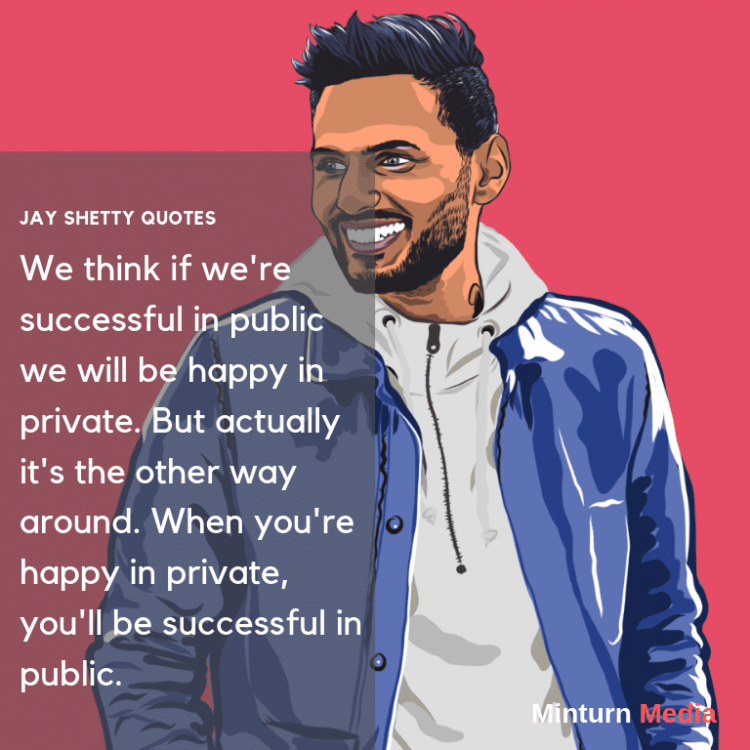 JAY SHETTY QUOTES
We think if we're
successful in public
we will be happy in
private. But actually
it's the other way
around. When you're
happy in private,
you'll be successful in
public.
Minturn Media